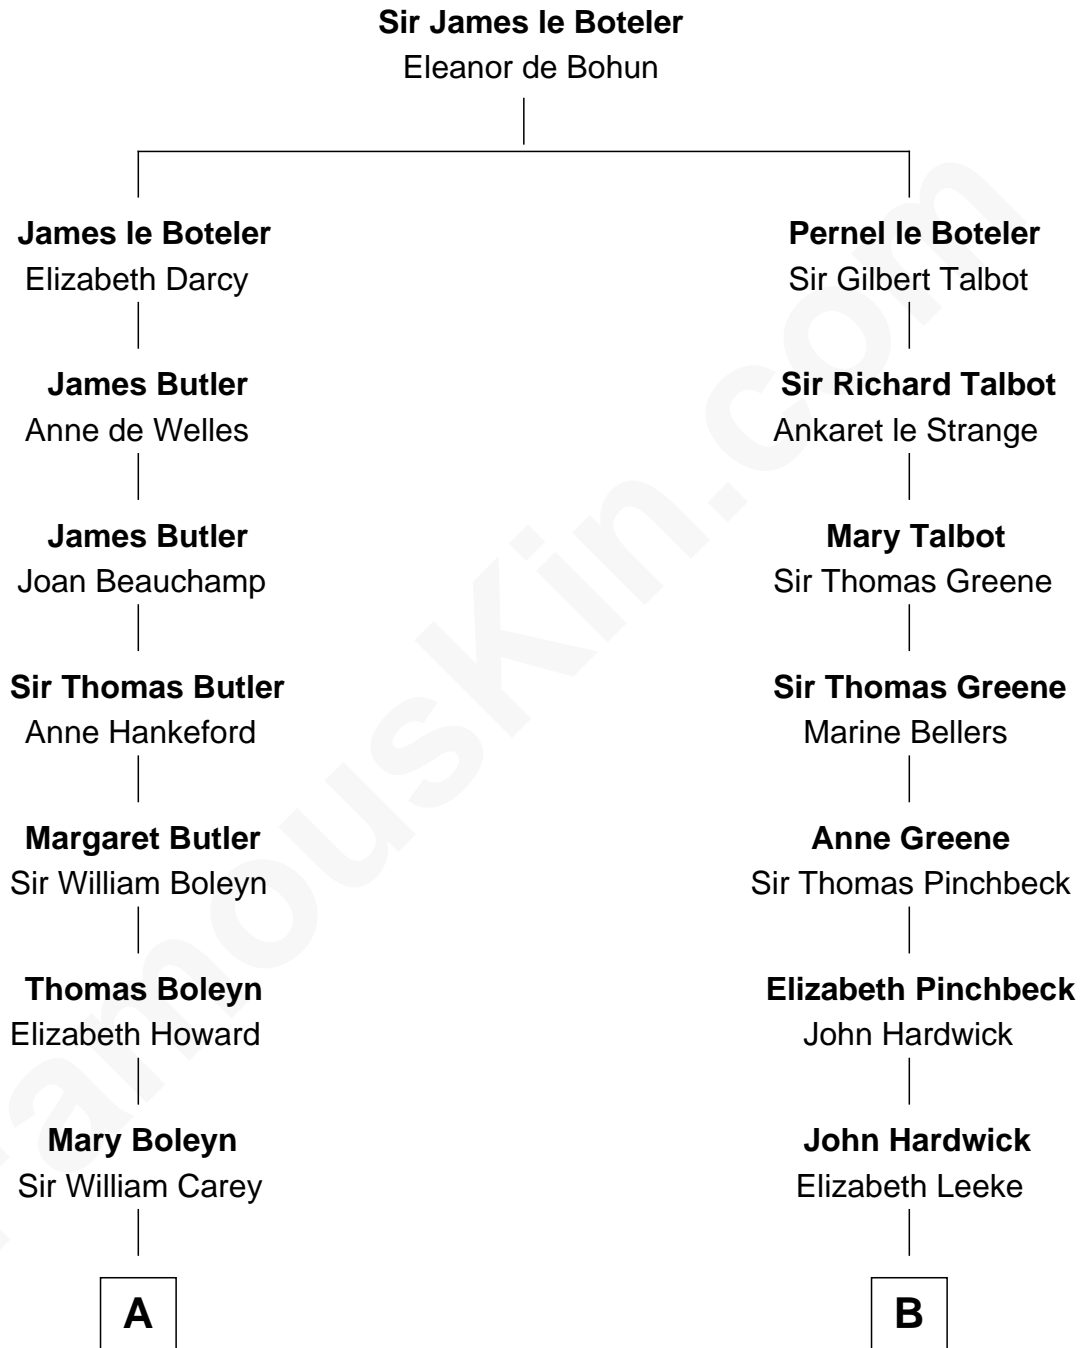 Sir James le Boteler
Eleanor de Bohun
James le Boteler
Elizabeth Darcy
Pernel le Boteler
Sir Gilbert Talbot
James Butler
Anne de Welles
Sir Richard Talbot
Ankaret le Strange
James Butler
Joan Beauchamp
Mary Talbot
Sir Thomas Greene
Sir Thomas Butler
Anne Hankeford
Sir Thomas Greene
Marine Bellers
Margaret Butler
Sir William Boleyn
Anne Greene
Sir Thomas Pinchbeck
Thomas Boleyn
Elizabeth Howard
Elizabeth Pinchbeck
John Hardwick
Mary Boleyn
Sir William Carey
John Hardwick
Elizabeth Leeke
A
B
FamousKin.com